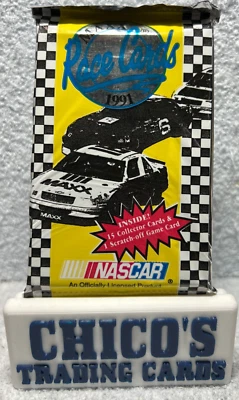 Race Cards
1991
6
MAXX
MAXX
INSIDE!
15 Collector Cards &
1 Scratch-off Game Card
NASCAR®
An Officially Licensed Product
CHICO'S
TRADING CARDS